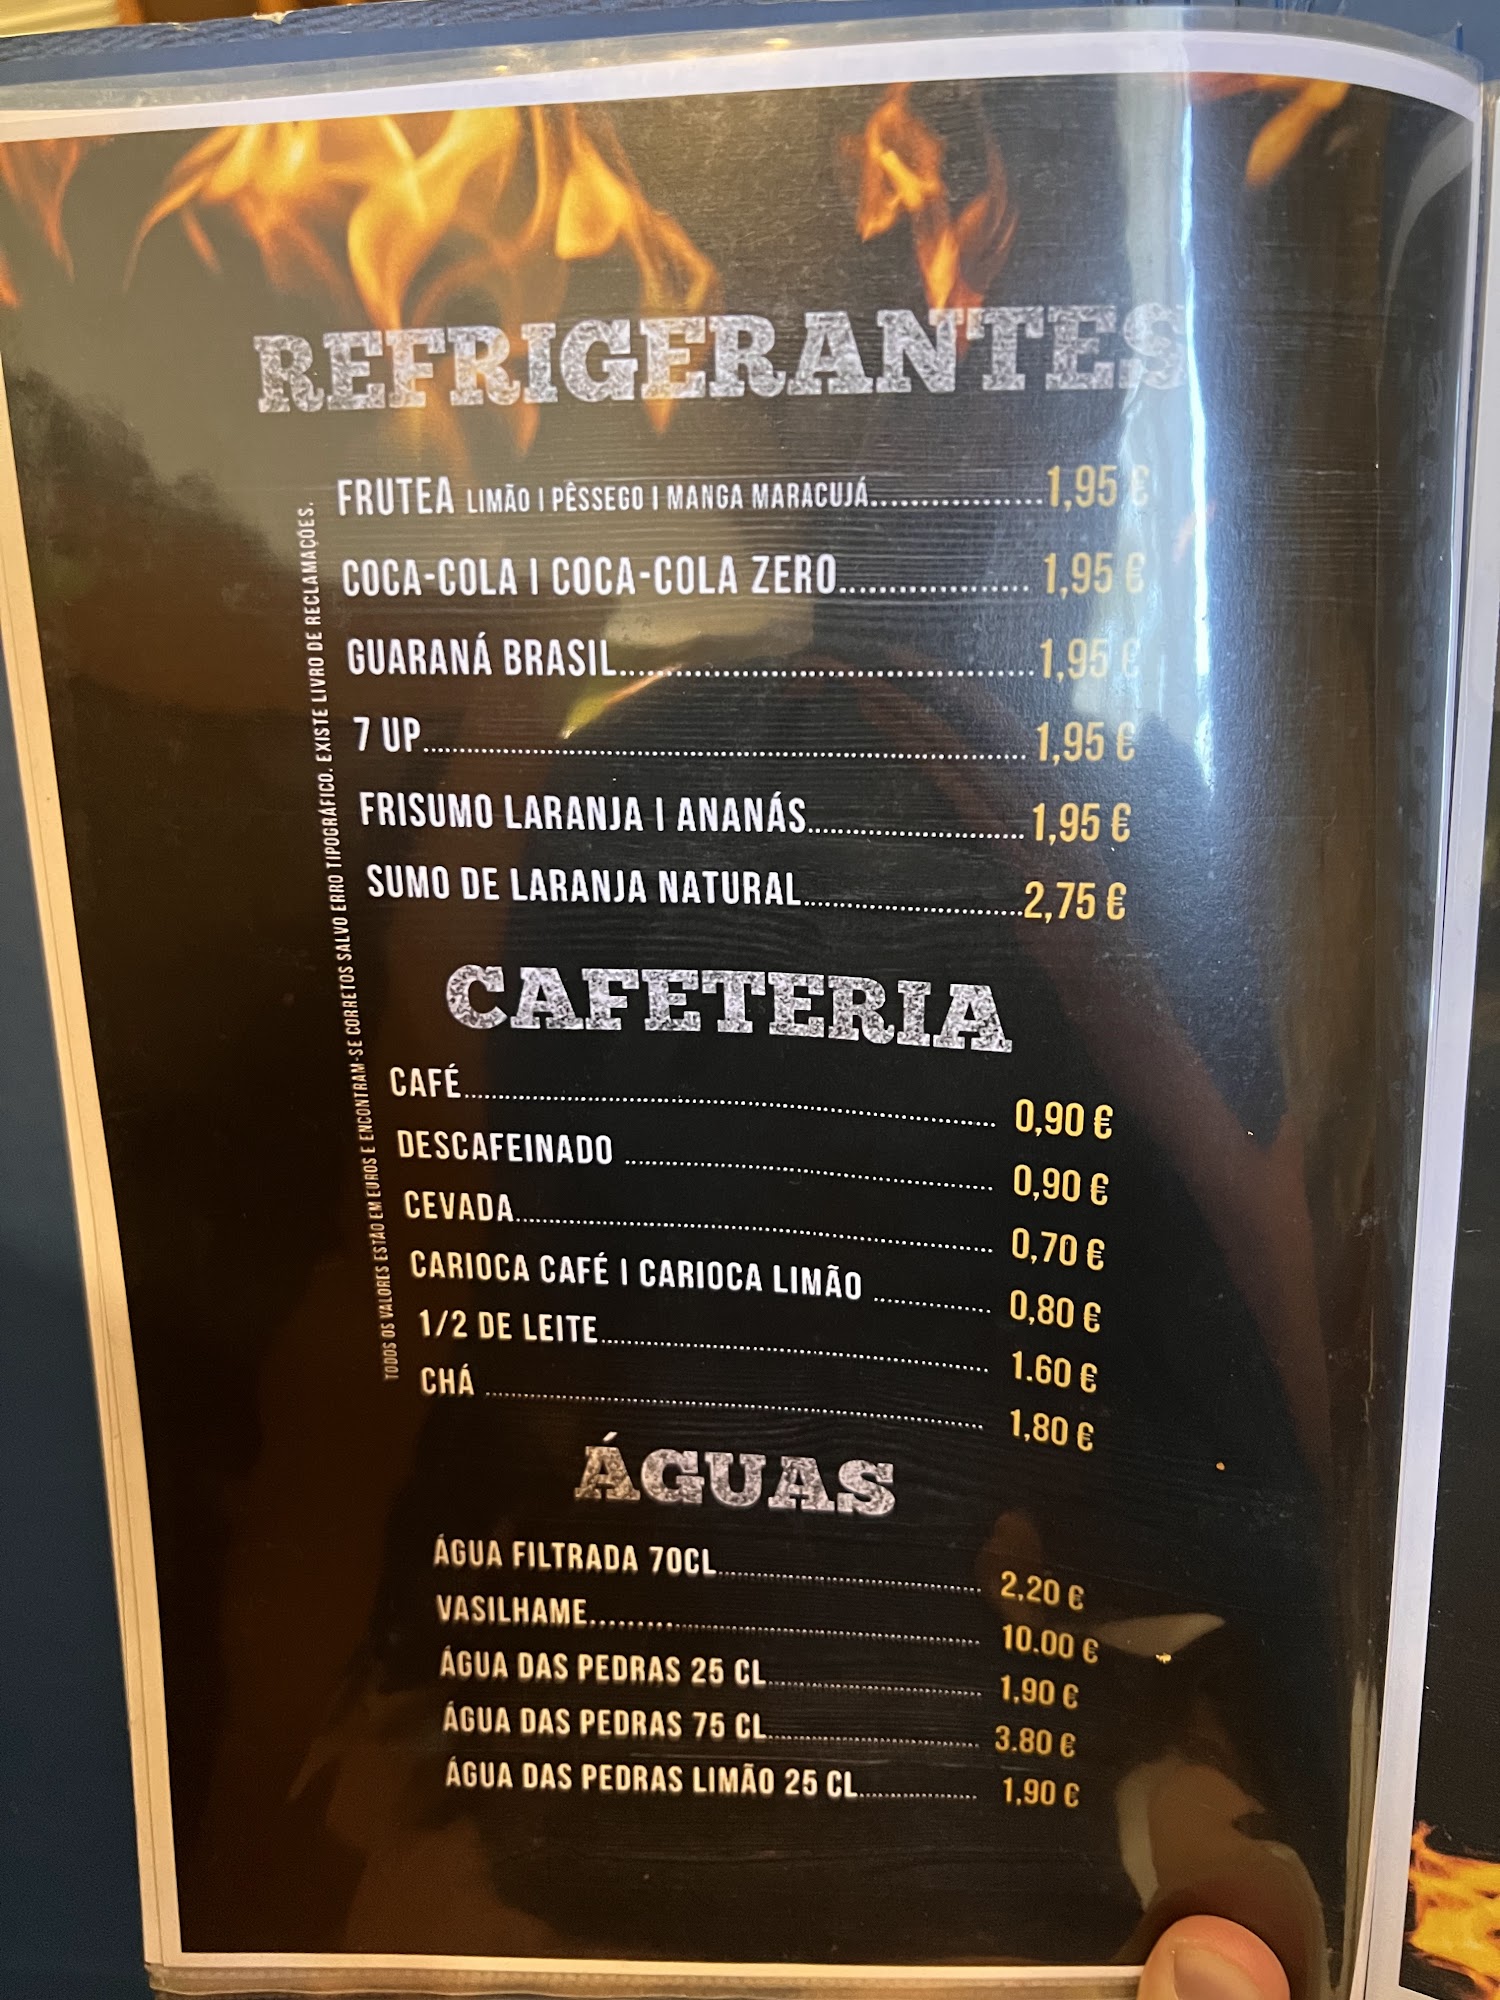 REFRIGERANTES
FRUTEA LIMÃO | PÊSSEGO | MANGA MARACUJÁ.................1,95 €
COCA-COLA | COCA-COLA ZERO................... 1,95 €
GUARANÁ BRASIL.........................................1,95 €
7 UP............................................................ 1,95 €
FRISUMO LARANJA | ANANÁS........................ 1,95 €
SUMO DE LARANJA NATURAL........................2,75 €
CAFETERIA
CAFÉ............................................................ 0,90 €
DESCAFEINADO ............................................ 0,90 €
CEVADA........................................................ 0,70 €
CARIOCA CAFÉ | CARIOCA LIMÃO ................ 0,80 €
1/2 DE LEITE................................................ 1.60 €
CHÁ ............................................................ 1,80 €
ÁGUAS
ÁGUA FILTRADA 70CL.................................... 2,20 €
VASILHAME.................................................... 10.00 €
ÁGUA DAS PEDRAS 25 CL................................ 1,90 €
ÁGUA DAS PEDRAS 75 CL................................ 3.80 €
ÁGUA DAS PEDRAS LIMÃO 25 CL.................. 1,90 €
TODOS OS VALORES ESTÃO EM EUROS E ENCONTRAM-SE CORRETOS SALVO ERRO TIPOGRÁFICO. EXISTE LIVRO DE RECLAMAÇÕES.